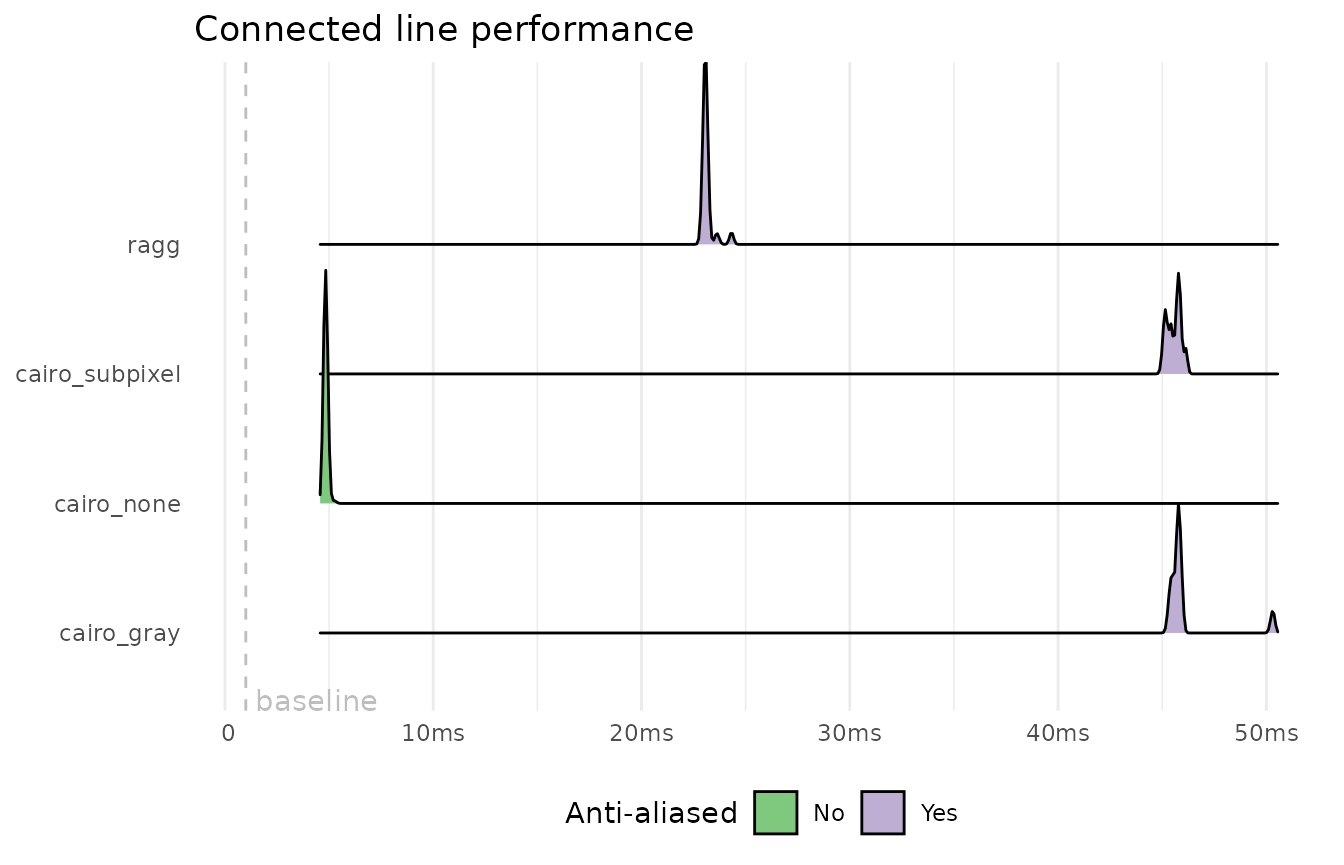 Connected line performance
ragg
cairo_subpixel
cairo_none
cairo_gray
baseline
0 10ms 20ms 30ms 40ms 50ms
Anti-aliased No Yes